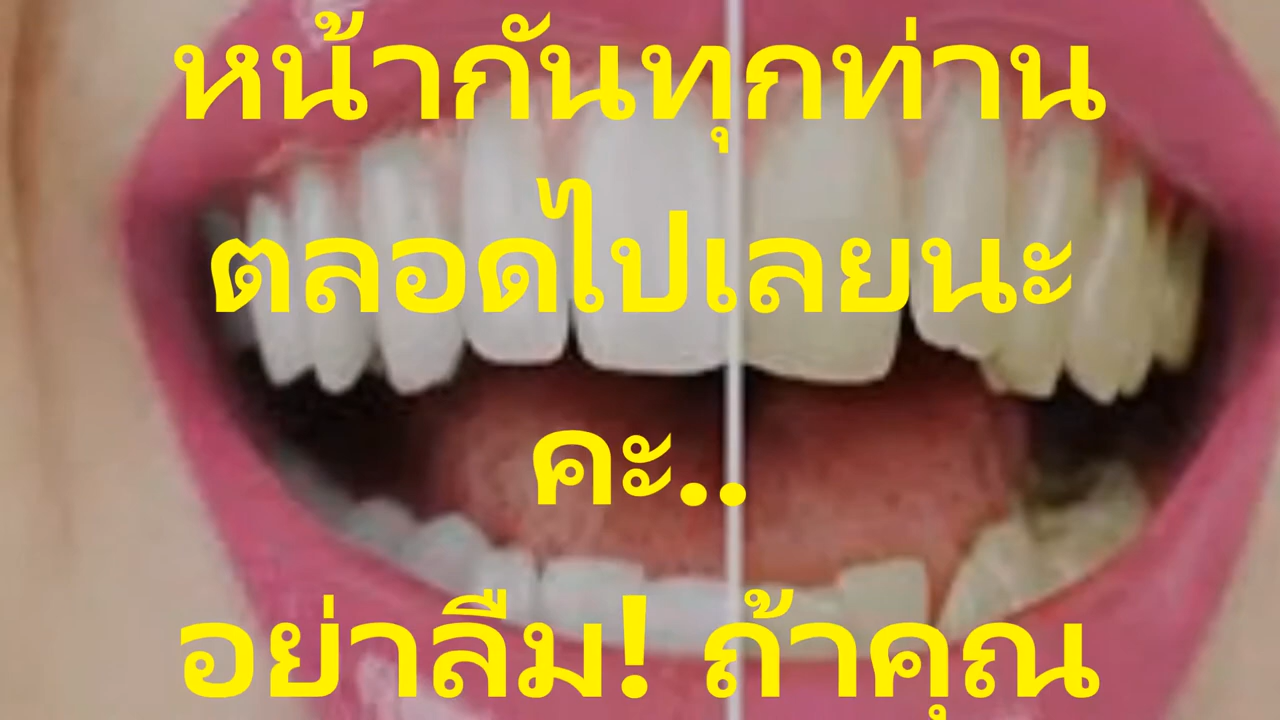 หน้ากันทุกท่าน
ตลอดไปเลยนะ
คะ..
อย่าลืม! ถ้าคุณ